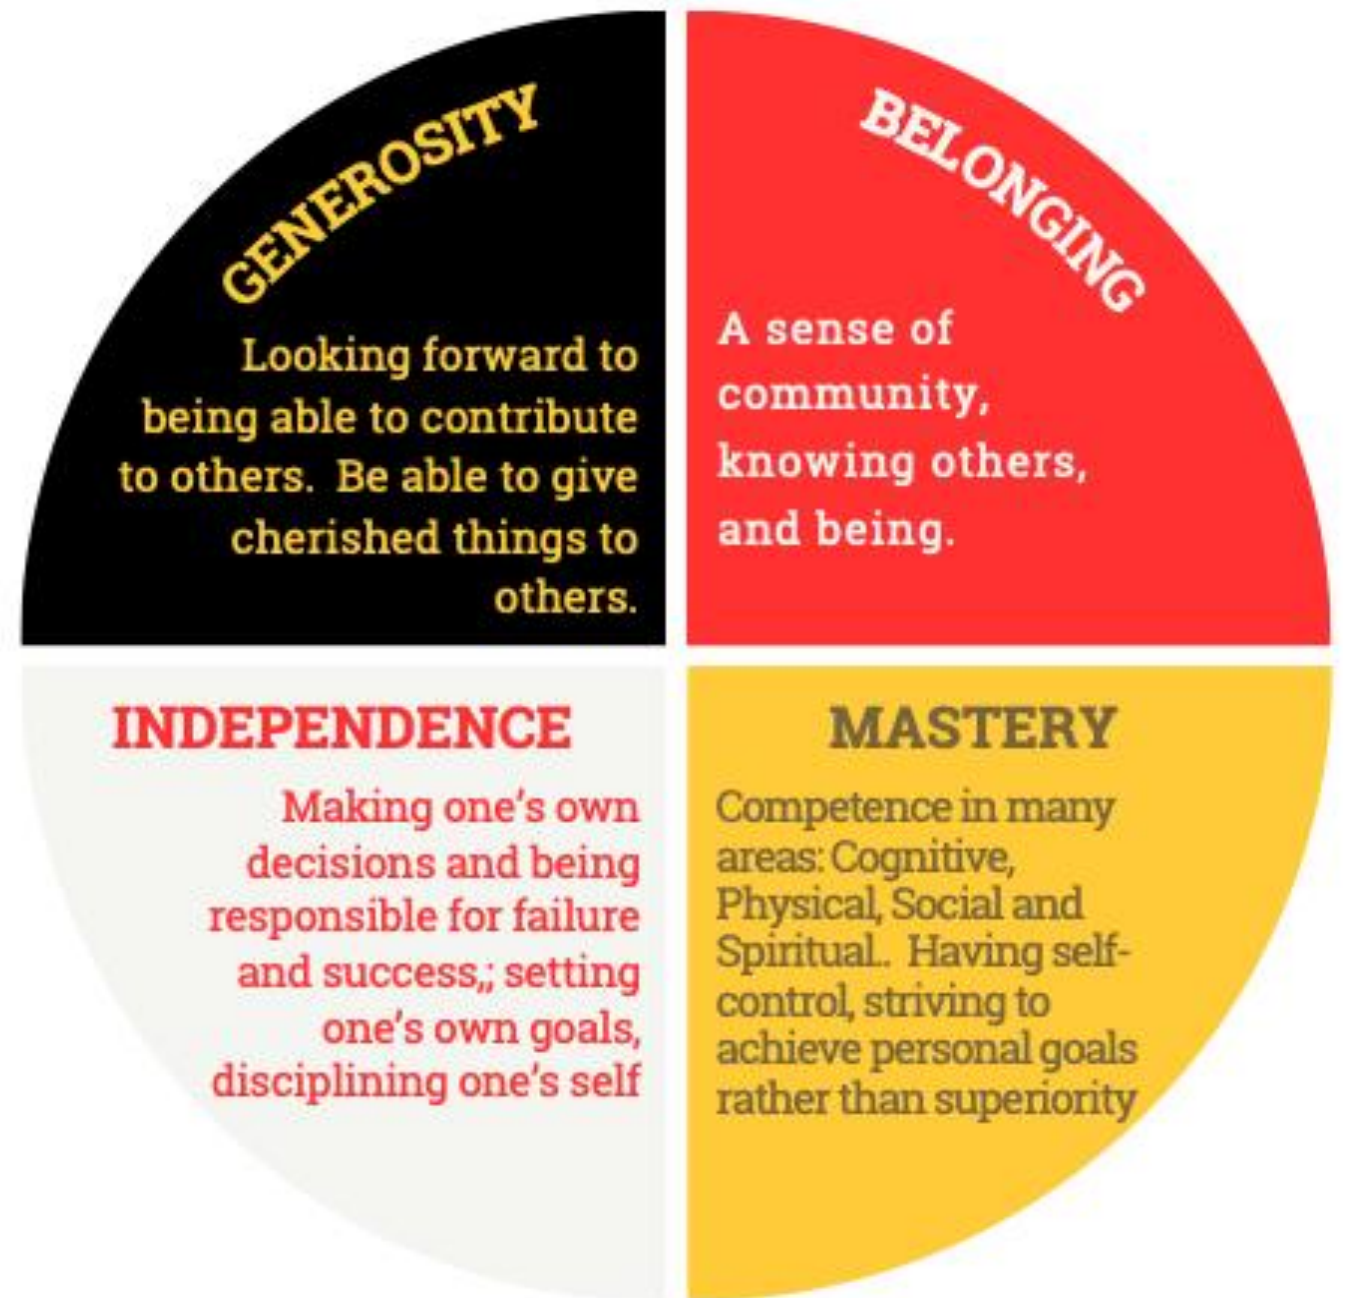 GENEROSITY
Looking forward to
being able to contribute
to others.  Be able to give
cherished things to
others.
BELONGING
A sense of
community,
knowing others,
and being.
INDEPENDENCE
Making one's own
decisions and being
responsible for failure
and success,; setting
one's own goals,
disciplining one's self
MASTERY
Competence in many
areas: Cognitive,
Physical, Social and
Spiritual..  Having self-
control, striving to
achieve personal goals
rather than superiority